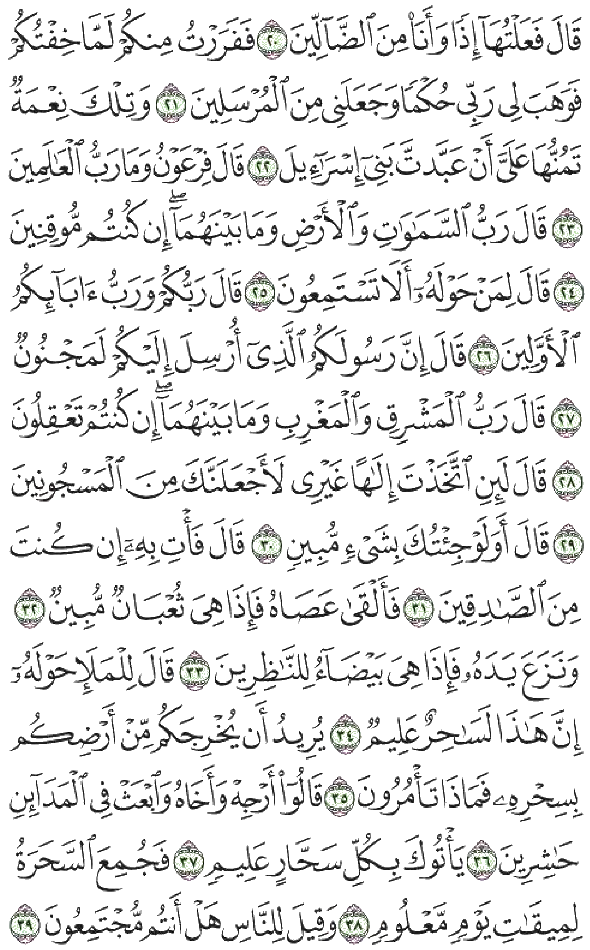 قَالَ فَعَلْتُهَآ إِذًا وَأَنَا۠ مِنَ ٱلضَّآلِّينَ ٢٠ فَفَرَرْتُ مِنكُمْ لَمَّا خِفْتُكُمْ
فَوَهَبَ لِى رَبِّى حُكْمًا وَجَعَلَنِى مِنَ ٱلْمُرْسَلِينَ ٢١ وَتِلْكَ نِعْمَةٌ
تَمُنُّهَا عَلَىَّ أَنْ عَبَّدتَّ بَنِىٓ إِسْرَٰٓءِيلَ ٢٢ قَالَ فِرْعَوْنُ وَمَا رَبُّ ٱلْعَٰلَمِينَ
٢٣ قَالَ رَبُّ ٱلسَّمَٰوَٰتِ وَٱلْأَرْضِ وَمَا بَيْنَهُمَآ ۖ إِن كُنتُم مُّوقِنِينَ
٢٤ قَالَ لِمَنْ حَوْلَهُۥٓ أَلَا تَسْتَمِعُونَ ٢٥ قَالَ رَبُّكُمْ وَرَبُّ ءَابَآئِكُمُ
ٱلْأَوَّلِينَ ٢٦ قَالَ إِنَّ رَسُولَكُمُ ٱلَّذِىٓ أُرْسِلَ إِلَيْكُمْ لَمَجْنُونٌ
٢٧ قَالَ رَبُّ ٱلْمَشْرِقِ وَٱلْمَغْرِبِ وَمَا بَيْنَهُمَآ ۖ إِن كُنتُمْ تَعْقِلُونَ
٢٨ قَالَ لَئِنِ ٱتَّخَذْتَ إِلَٰهًا غَيْرِى لَأَجْعَلَنَّكَ مِنَ ٱلْمَسْجُونِينَ
٢٩ قَالَ أَوَلَوْ جِئْتُكَ بِشَىْءٍ مُّبِينٍ ٣٠ قَالَ فَأْتِ بِهِۦٓ إِن كُنتَ
مِنَ ٱلصَّٰدِقِينَ ٣١ فَأَلْقَىٰ عَصَاهُ فَإِذَا هِىَ ثُعْبَانٌ مُّبِينٌ ٣٢
وَنَزَعَ يَدَهُۥ فَإِذَا هِىَ بَيْضَآءُ لِلنَّٰظِرِينَ ٣٣ قَالَ لِلْمَلَإِ حَوْلَهُۥٓ
إِنَّ هَٰذَا لَسَٰحِرٌ عَلِيمٌ ٣٤ يُرِيدُ أَن يُخْرِجَكُم مِّنْ أَرْضِكُم
بِسِحْرِهِۦ فَمَاذَا تَأْمُرُونَ ٣٥ قَالُوٓا۟ أَرْجِهْ وَأَخَاهُ وَٱبْعَثْ فِى ٱلْمَدَآئِنِ
حَٰشِرِينَ ٣٦ يَأْتُوكَ بِكُلِّ سَحَّارٍ عَلِيمٍ ٣٧ فَجُمِعَ ٱلسَّحَرَةُ
لِمِيقَٰتِ يَوْمٍ مَّعْلُومٍ ٣٨ وَقِيلَ لِلنَّاسِ هَلْ أَنتُم مُّجْتَمِعُونَ ٣٩